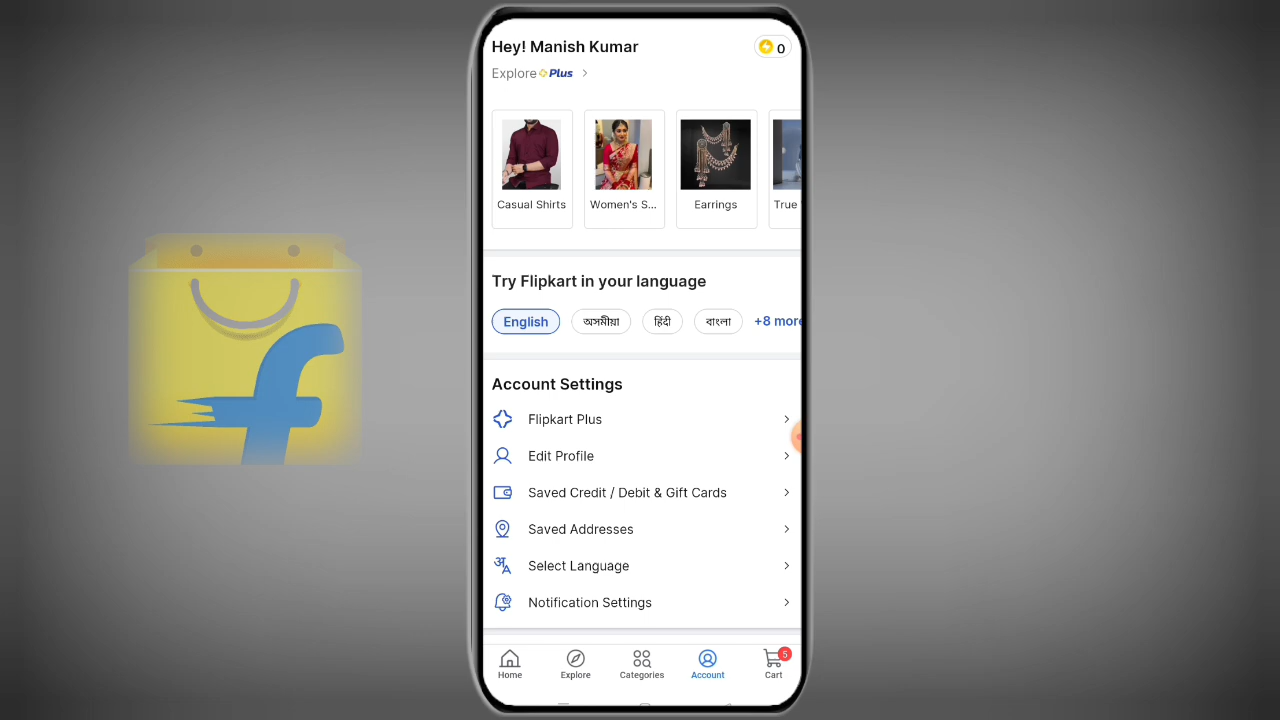 Hey! Manish Kumar
0
Explore Plus
Casual Shirts
Women's S...
Earrings
True
Try Flipkart in your language
English
অসমীয়া
हिंदी
বাংলা
+8 more
Account Settings
Flipkart Plus
Edit Profile
Saved Credit / Debit & Gift Cards
Saved Addresses
Select Language
Notification Settings
Home
Explore
Categories
Account
Cart
5